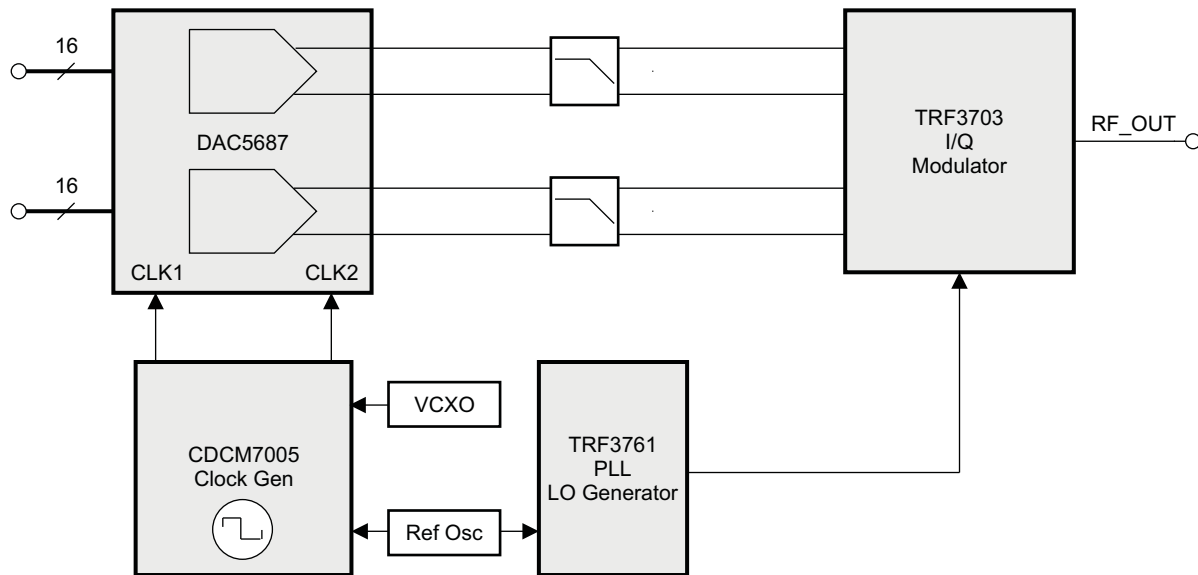 16
DAC5687
16
CLK1
CLK2
TRF3703
I/Q
Modulator
RF_OUT
CDCM7005
Clock Gen
VCXO
Ref Osc
TRF3761
PLL
LO Generator